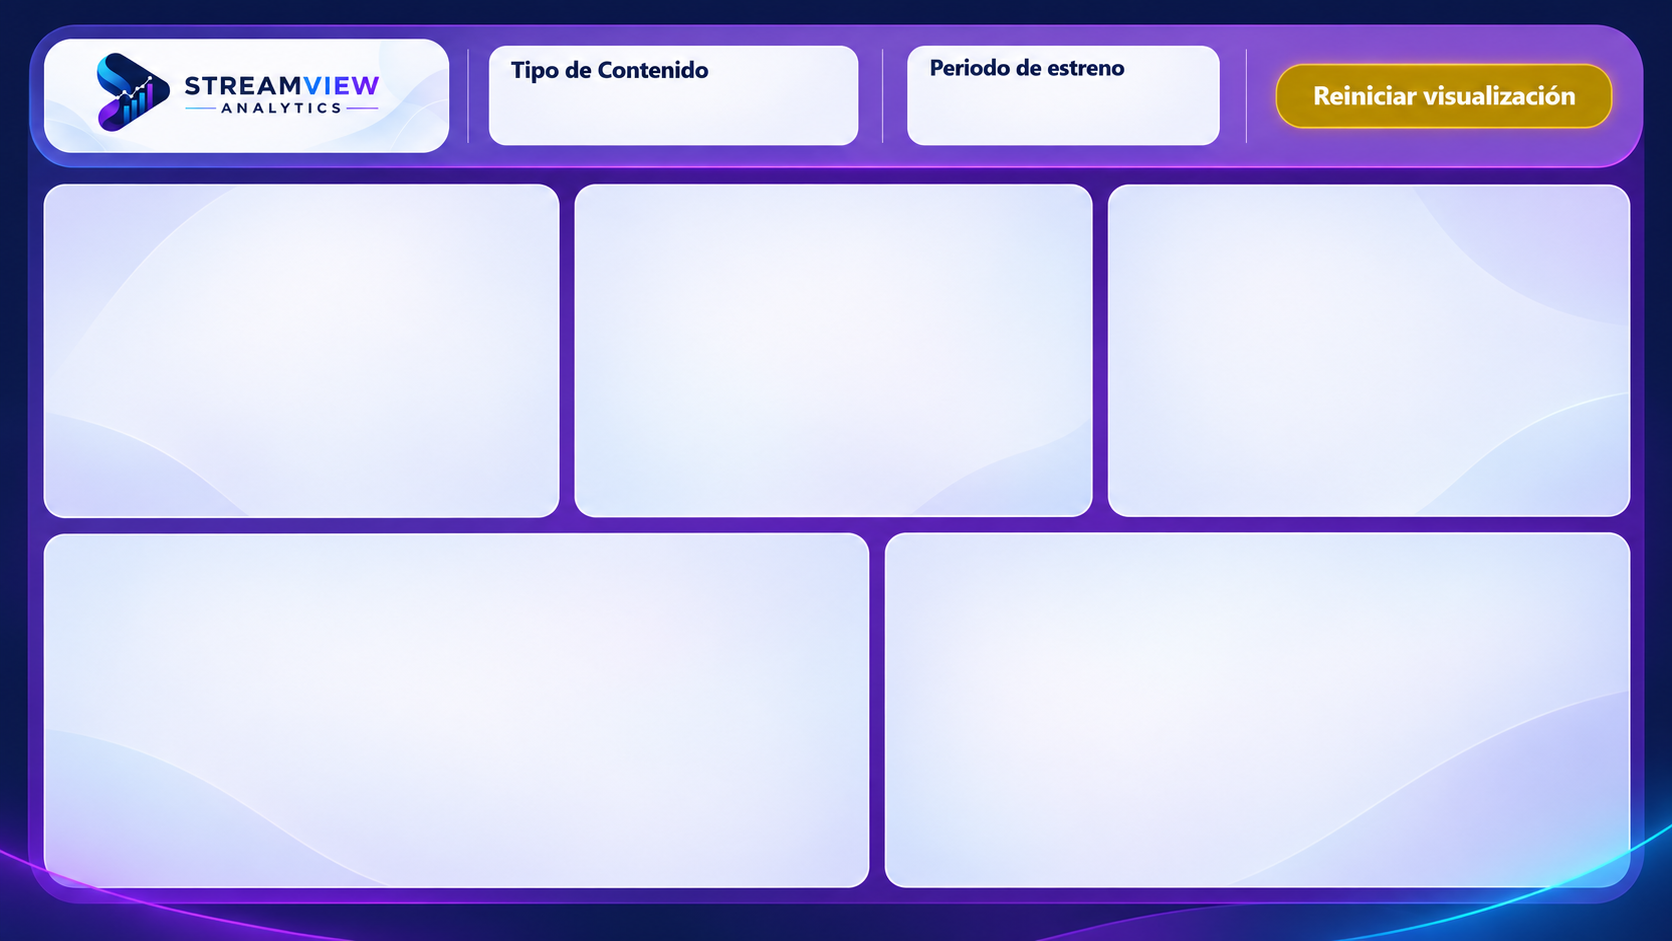 STREAMVIEW
ANALYTICS
Tipo de Contenido
Periodo de estreno
Reiniciar visualización